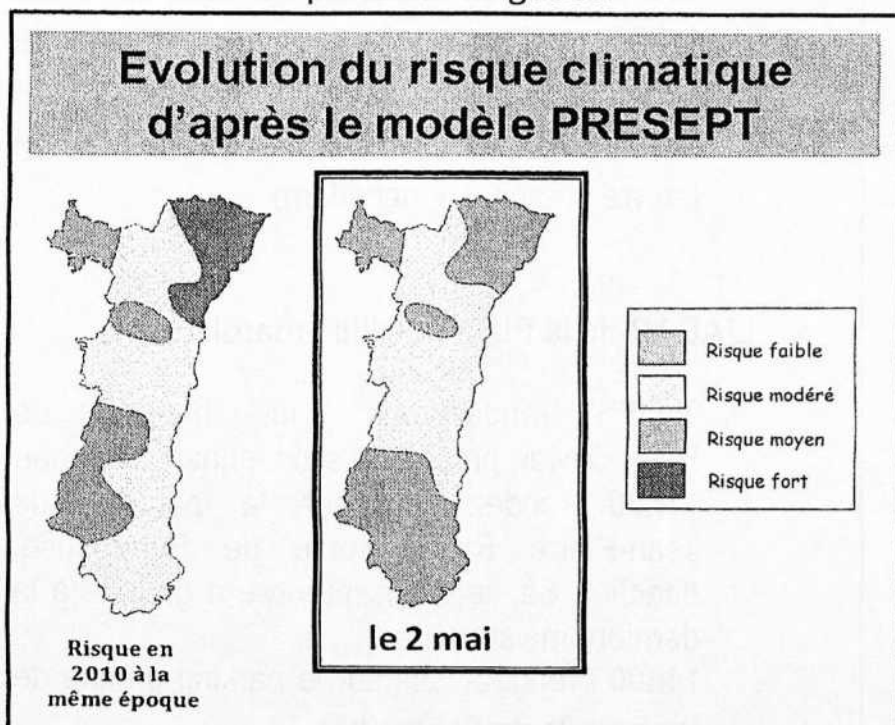 Evolution du risque climatique
d'après le modèle PRESEPT
Risque faible
Risque modéré
Risque moyen
Risque fort
Risque en
2010 à la
même époque
le 2 mai